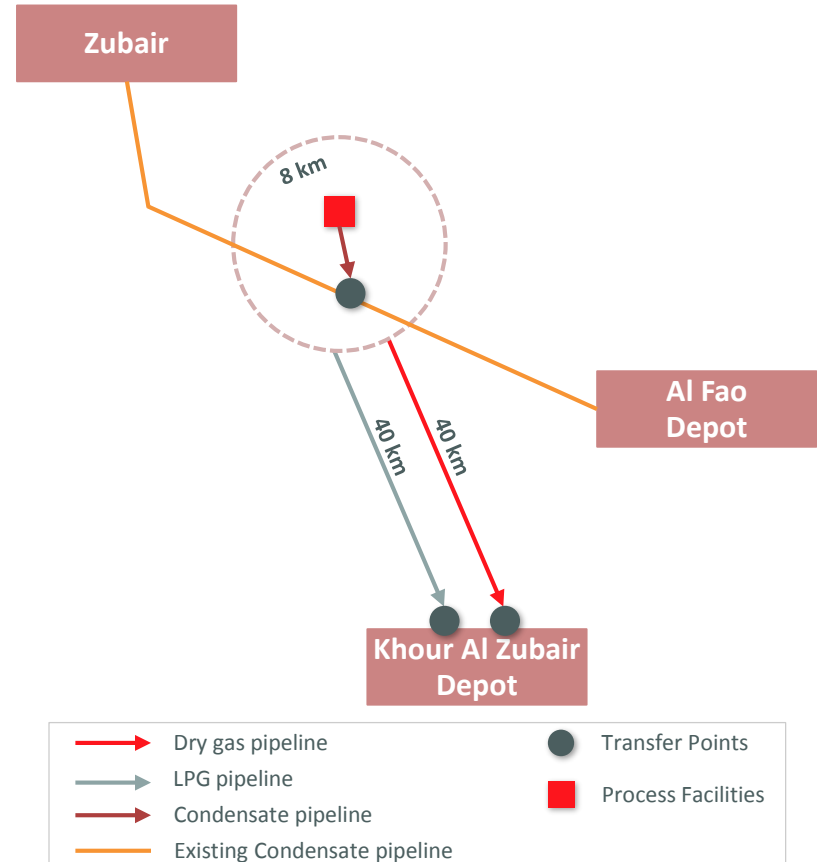 Zubair
8 km
Al Fao
Depot
40 km
40 km
Khour Al Zubair
Depot
Dry gas pipeline
LPG pipeline
Condensate pipeline
Existing Condensate pipeline
Transfer Points
Process Facilities